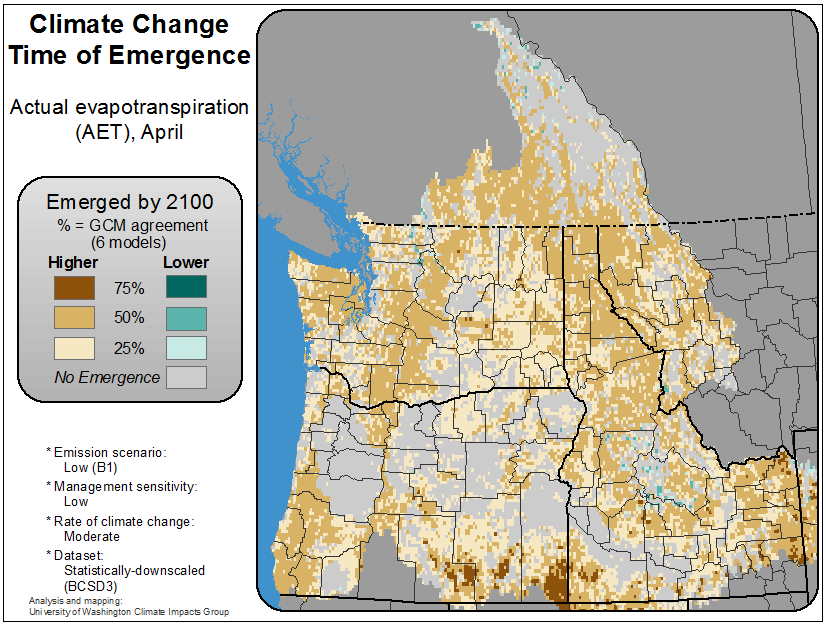 Climate Change
Time of Emergence
Actual evapotranspiration
(AET), April
Emerged by 2100
% = GCM agreement
(6 models)
Higher Lower
75%
50%
25%
No Emergence
* Emission scenario:
Low (B1)
* Management sensitivity:
Low
* Rate of climate change:
Moderate
* Dataset:
Statistically-downscaled
(BCSD3)
Analysis and mapping:
University of Washington Climate Impacts Group